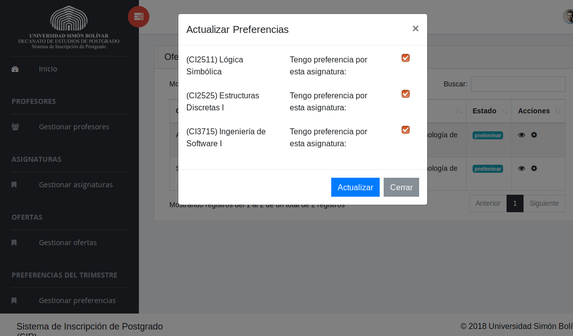 UNIVERSIDAD SIMÓN BOLÍVAR
DECANATO DE ESTUDIOS DE POSTGRADO
Sistema de Inscripción de Postgrado
Inicio
PROFESORES
Gestionar profesores
ASIGNATURAS
Gestionar asignaturas
OFERTAS
Gestionar ofertas
PREFERENCIAS DEL TRIMESTRE
Gestionar preferencias
Actualizar Preferencias
×
(CI2511) Lógica
Simbólica
Tengo preferencia por
esta asignatura:
(CI2525) Estructuras
Discretas I
Tengo preferencia por
esta asignatura:
(CI3715) Ingeniería de
Software I
Tengo preferencia por
esta asignatura:
Actualizar
Cerrar
Ofe
Mo
Buscar:
Estado
Acciones
ología de
preliminar
ología de
preliminar
Mostrando registros del 1 al 2 de un total de 2 registros
Anterior
1
Siguiente
Sistema de Inscripción de Postgrado
(SIP)
© 2018 Universidad Simón Bolí